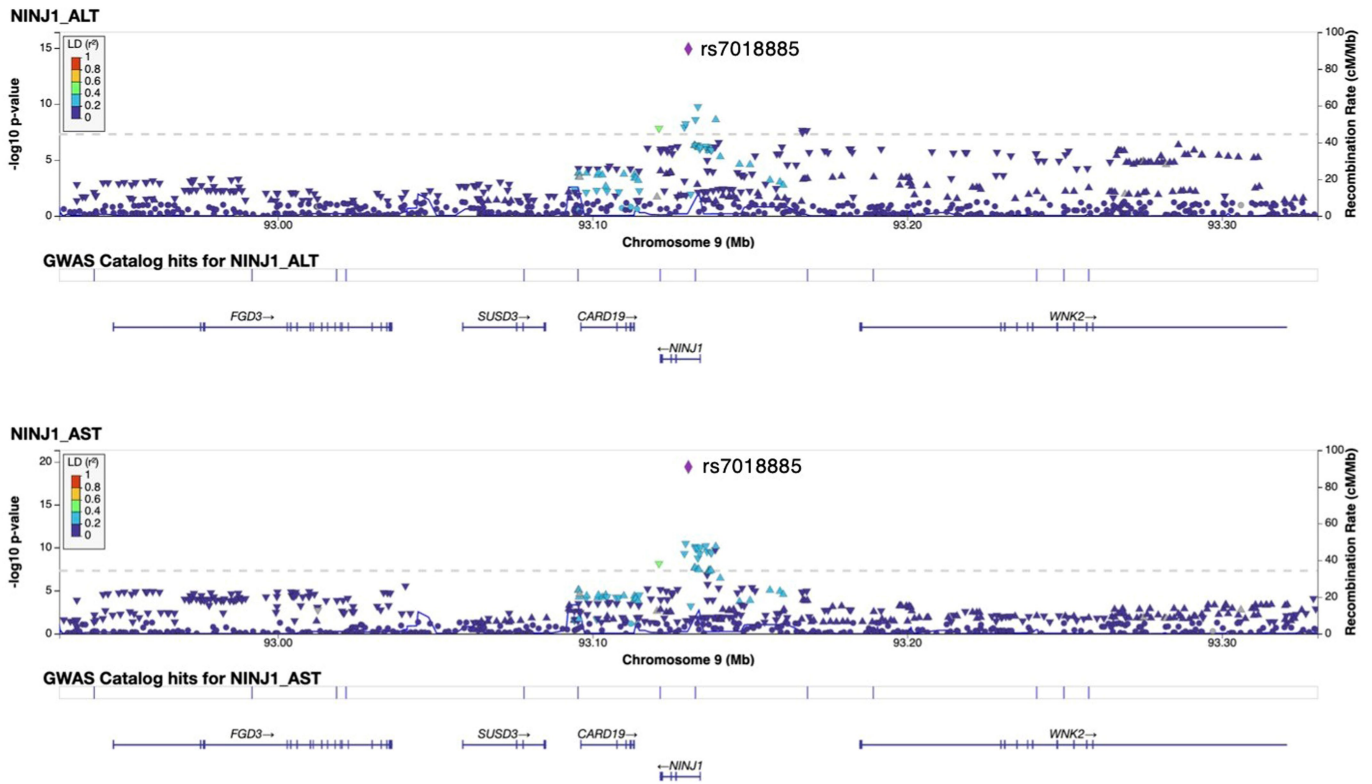 NINJ1_ALT
LD (r²)
1
0.8
0.6
0.4
0.2
0
rs7018885
15
10
5
0
-log10 p-value
100
80
60
40
20
0
Recombination Rate (cM/Mb)
93.00 93.10 93.20 93.30
Chromosome 9 (Mb)
GWAS Catalog hits for NINJ1_ALT
FGD3→ SUSD3→ CARD19→ WNK2→
←NINJ1
NINJ1_AST
LD (r²)
1
0.8
0.6
0.4
0.2
0
rs7018885
20
15
10
5
0
-log10 p-value
100
80
60
40
20
0
Recombination Rate (cM/Mb)
93.00 93.10 93.20 93.30
Chromosome 9 (Mb)
GWAS Catalog hits for NINJ1_AST
FGD3→ SUSD3→ CARD19→ WNK2→
←NINJ1